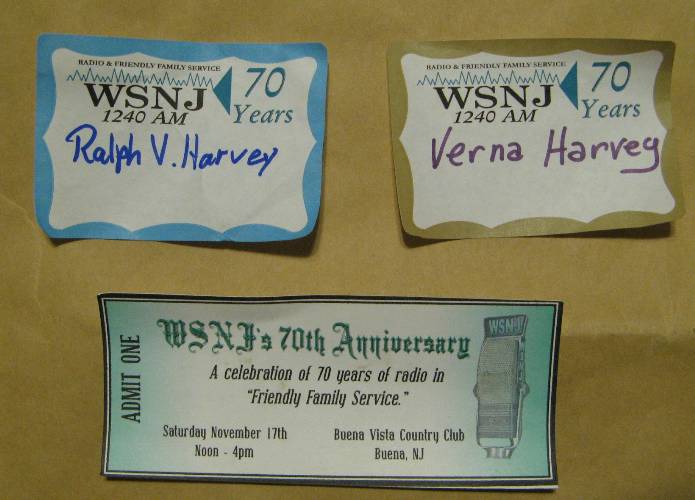 RADIO & FRIENDLY FAMILY SERVICE
WSNJ
1240 AM
70
Years
Ralph V. Harvey
RADIO & FRIENDLY FAMILY SERVICE
WSNJ
1240 AM
70
Years
Verna Harvey
ADMIT ONE
WSNJ's 70th Anniversary
A celebration of 70 years of radio in
"Friendly Family Service."
Saturday November 17th
Noon - 4pm
Buena Vista Country Club
Buena, NJ
WSNJ